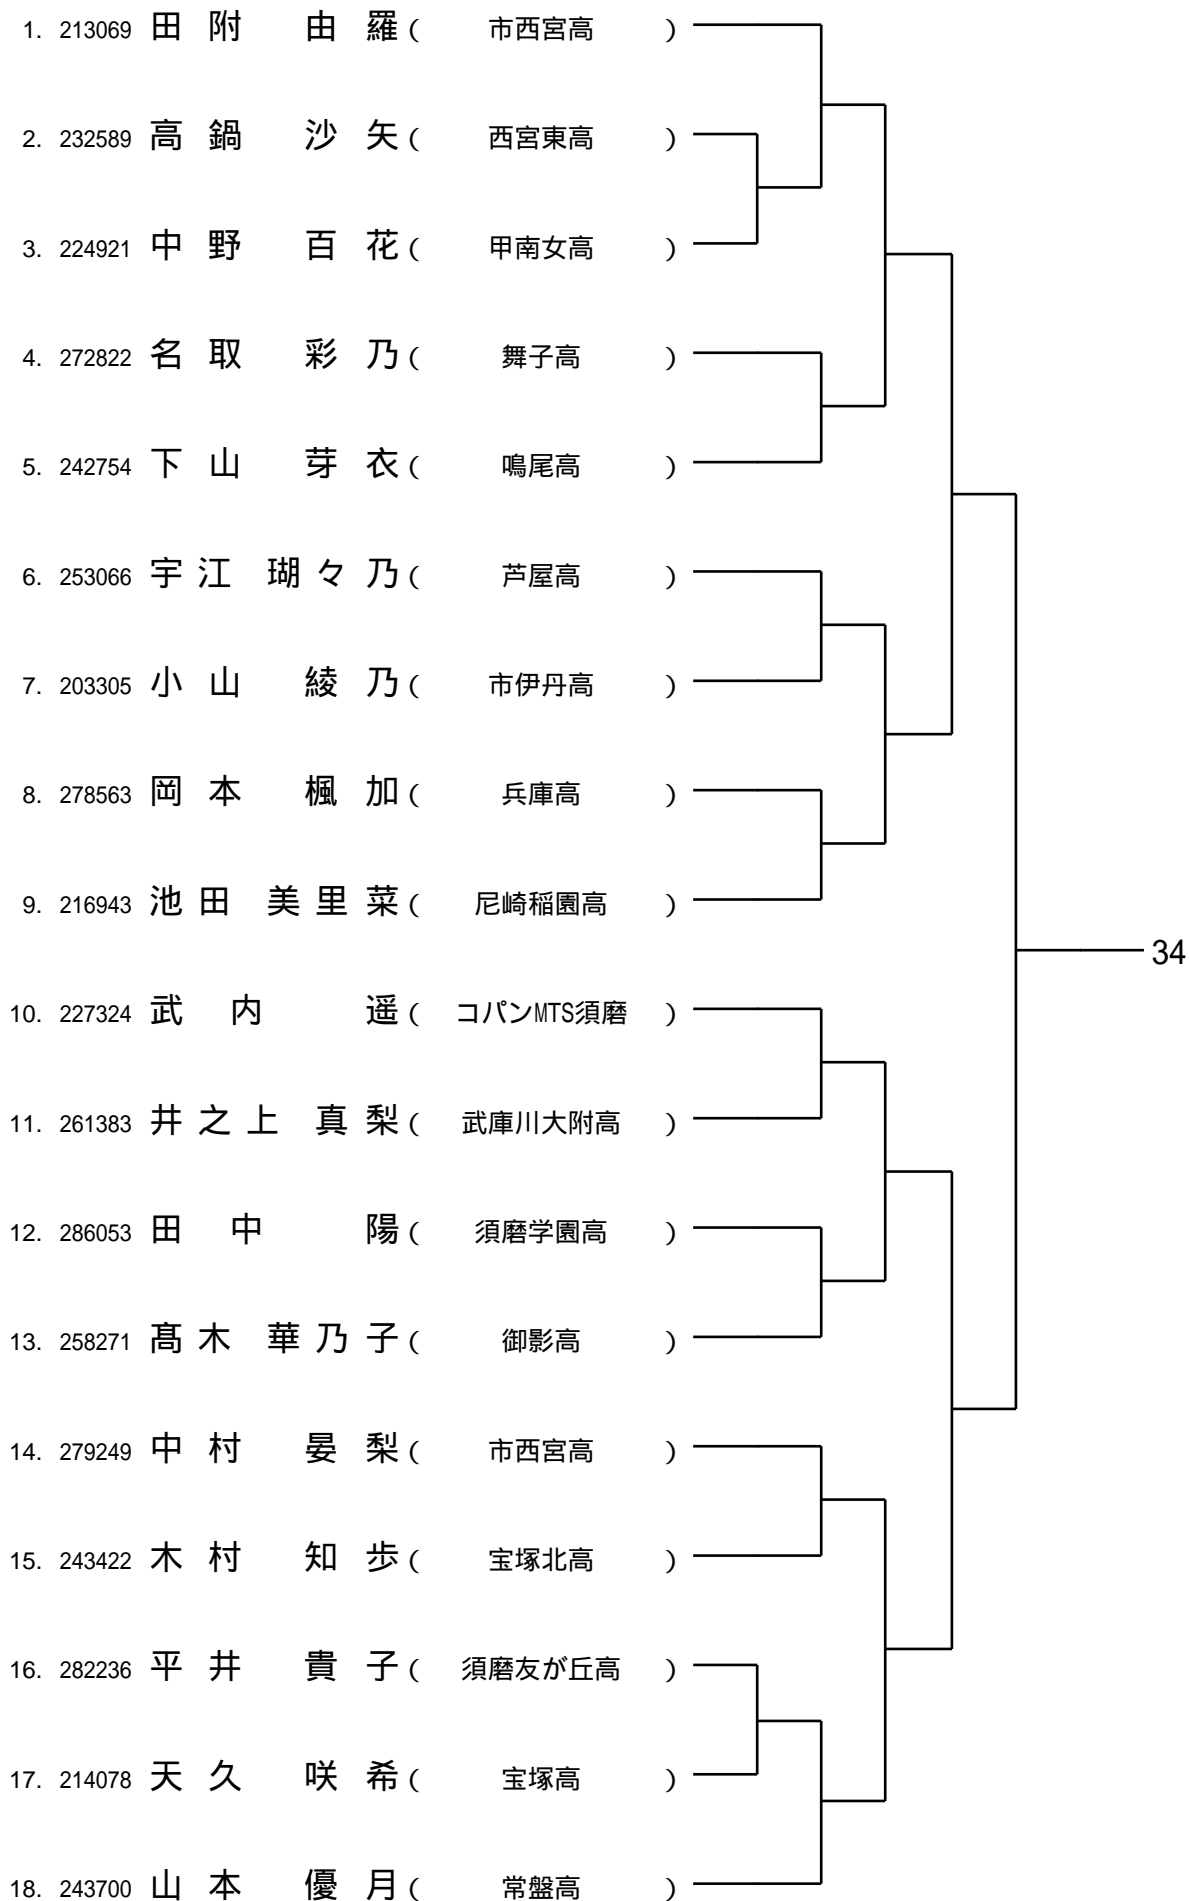 1. 213069 田附 由羅 ( 市西宮高 )
2. 232589 高鍋 沙矢 ( 西宮東高 )
3. 224921 中野 百花 ( 甲南女高 )
4. 272822 名取 彩乃 ( 舞子高 )
5. 242754 下山 芽衣 ( 鳴尾高 )
6. 253066 宇江 瑚々乃 ( 芦屋高 )
7. 203305 小山 綾乃 ( 市伊丹高 )
8. 278563 岡本 楓加 ( 兵庫高 )
9. 216943 池田 美里菜 ( 尼崎稲園高 )
34
10. 227324 武内 遥 ( コパンMTS須磨 )
11. 261383 井之上 真梨 ( 武庫川大附高 )
12. 286053 田中 陽 ( 須磨学園高 )
13. 258271 髙木 華乃子 ( 御影高 )
14. 279249 中村 晏梨 ( 市西宮高 )
15. 243422 木村 知歩 ( 宝塚北高 )
16. 282236 平井 貴子 ( 須磨友が丘高 )
17. 214078 天久 咲希 ( 宝塚高 )
18. 243700 山本 優月 ( 常盤高 )